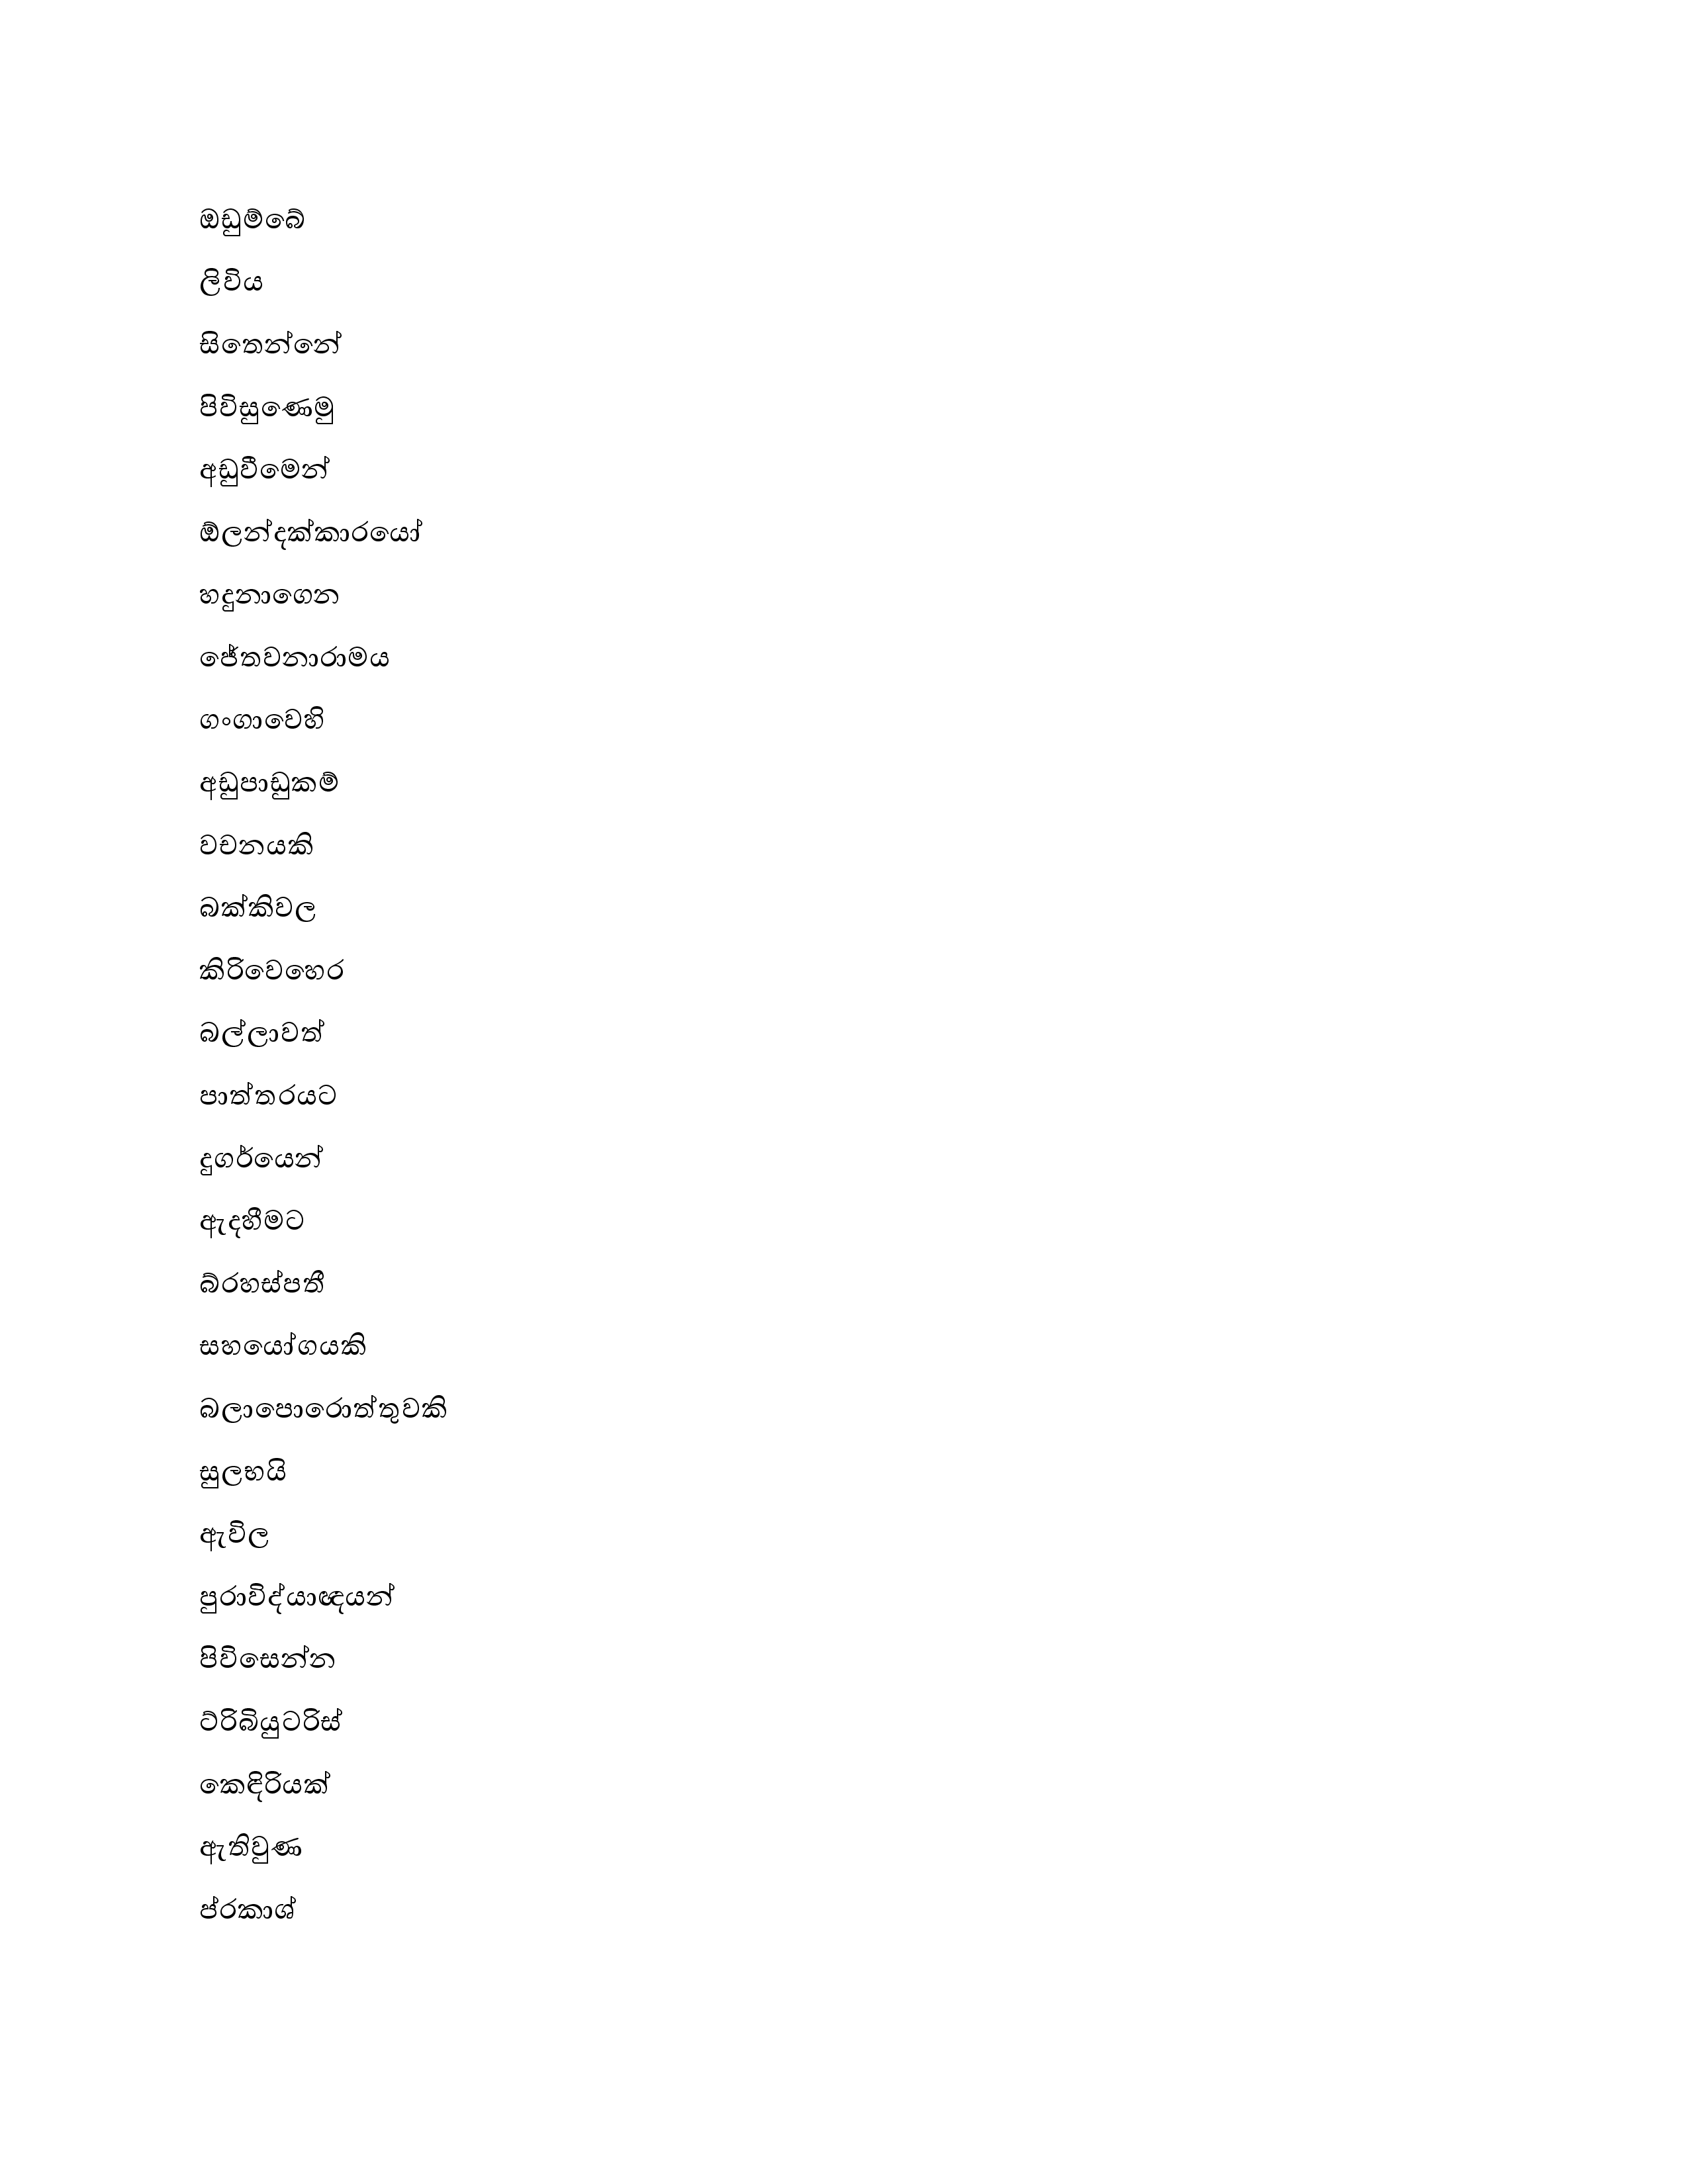 ඔඩුම්බේ
ලිවිය
සිතෙන්නේ
පිවිසුණෙමු
අඩුවීමෙන්
ඕලන්දක්කාරයෝ
හදුනාගෙන
ජේතවනාරාමය
ගංගාවෙහි
අඩුපාඩුකම්
වචනයකි
බක්කිවල
කිරිවෙහෙර
බල්ලාවත්
පාත්තරයට
දුගර්යෙන්
ඇදහීමට
බ්රහස්පතී
සහයෝගයකි
බලාපොරොත්තුවකි
සුලභයි
ඇවිල
පුරාවිද්යාඥයන්
පිවිසෙන්න
ට්රිබියුටරිස්
කෙඳිරියක්
ඇතිවුණ
ප්රකාශ්